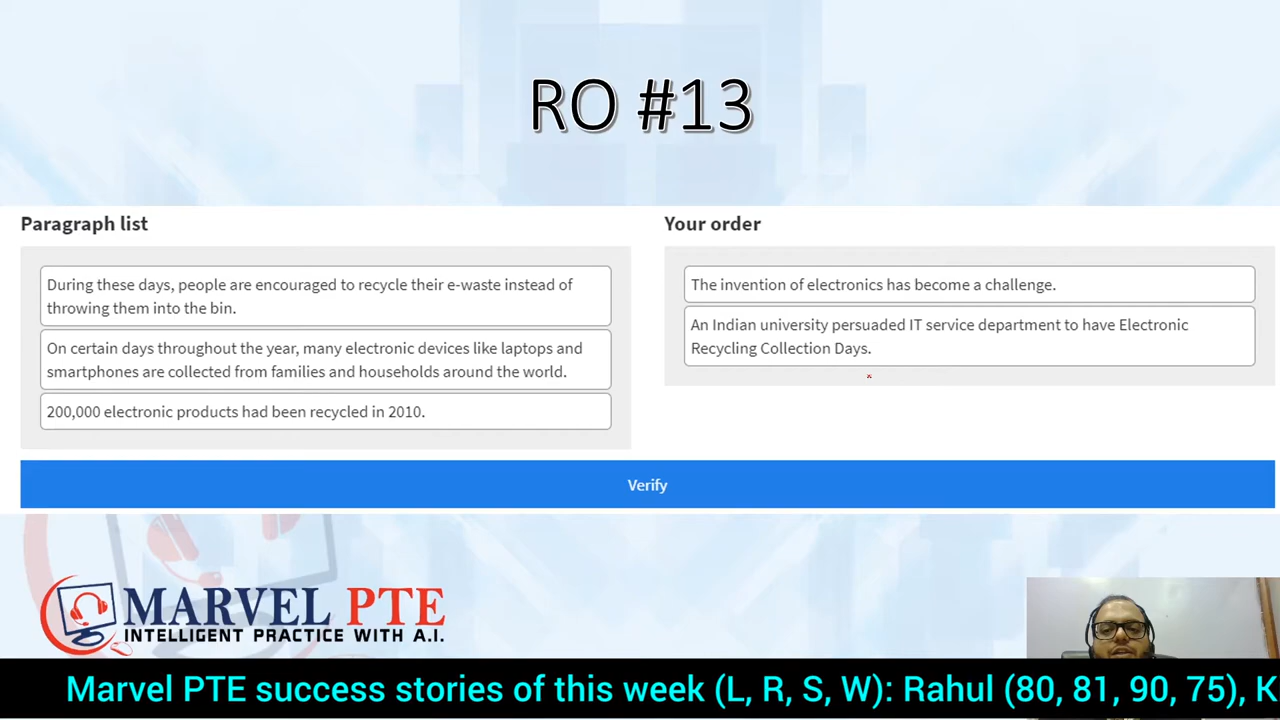 RO #13
Paragraph list
During these days, people are encouraged to recycle their e-waste instead of
throwing them into the bin.
On certain days throughout the year, many electronic devices like laptops and
smartphones are collected from families and households around the world.
200,000 electronic products had been recycled in 2010.
Your order
The invention of electronics has become a challenge.
An Indian university persuaded IT service department to have Electronic
Recycling Collection Days.
Verify
MARVEL PTE
INTELLIGENT PRACTICE WITH A.I.
Marvel PTE success stories of this week (L, R, S, W): Rahul (80, 81, 90, 75), K